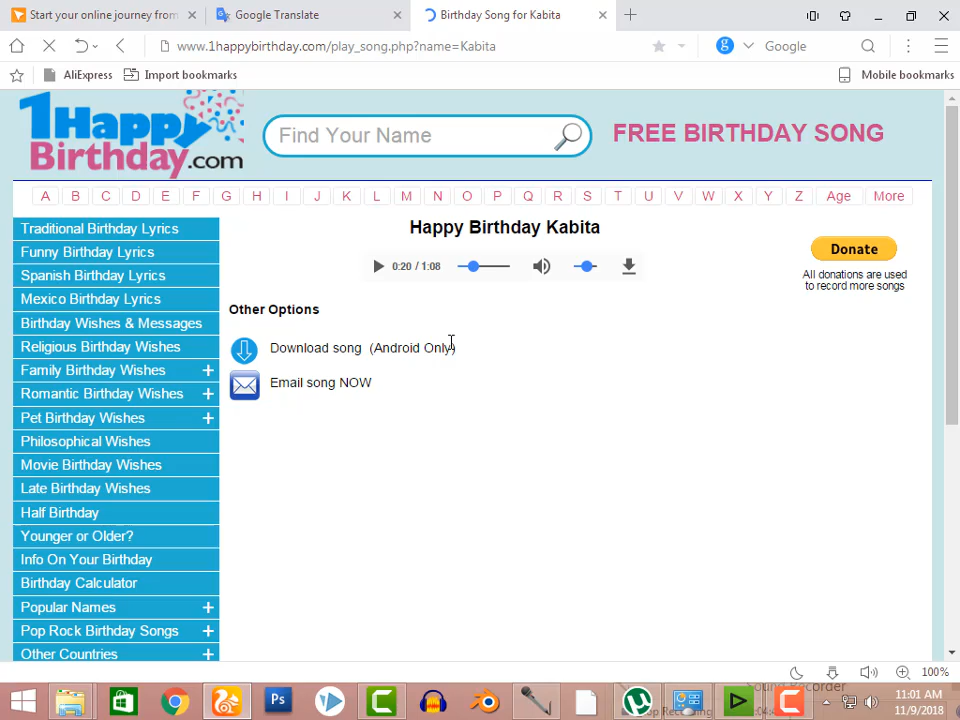 Start your online journey from
Google Translate
Birthday Song for Kabita
www.1happybirthday.com/play_song.php?name=Kabita
Google
AliExpress
Import bookmarks
Mobile bookmarks
1Happy
Birthday.com
Find Your Name
FREE BIRTHDAY SONG
A B C D E F G H I J K L M N O P Q R S T U V W X Y Z Age More
Traditional Birthday Lyrics
Funny Birthday Lyrics
Spanish Birthday Lyrics
Mexico Birthday Lyrics
Birthday Wishes & Messages
Religious Birthday Wishes
Family Birthday Wishes +
Romantic Birthday Wishes +
Pet Birthday Wishes +
Philosophical Wishes
Movie Birthday Wishes
Late Birthday Wishes
Half Birthday
Younger or Older?
Info On Your Birthday
Birthday Calculator
Popular Names +
Pop Rock Birthday Songs +
Other Countries +
Happy Birthday Kabita
0:20 / 1:08
Other Options
Download song (Android Only)
Email song NOW
Donate
All donations are used
to record more songs
100%
Ps
Sound Recorder
11:01 AM
11/9/2018